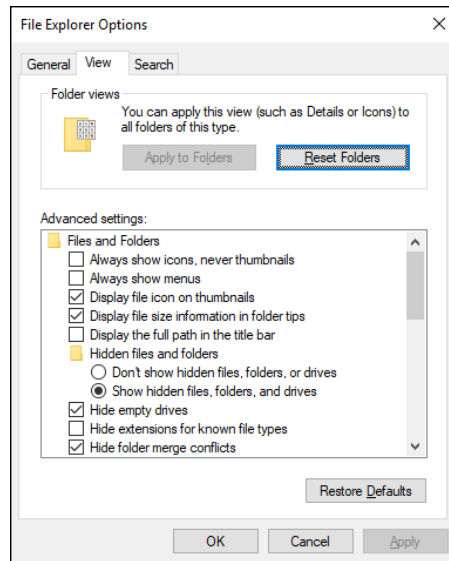 File Explorer Options
General View Search
Folder views
You can apply this view (such as Details or Icons) to
all folders of this type.
Apply to Folders Reset Folders
Advanced settings:
Files and Folders
Always show icons, never thumbnails
Always show menus
Display file icon on thumbnails
Display file size information in folder tips
Display the full path in the title bar
Hidden files and folders
Don't show hidden files, folders, or drives
Show hidden files, folders, and drives
Hide empty drives
Hide extensions for known file types
Hide folder merge conflicts
Restore Defaults
OK Cancel Apply